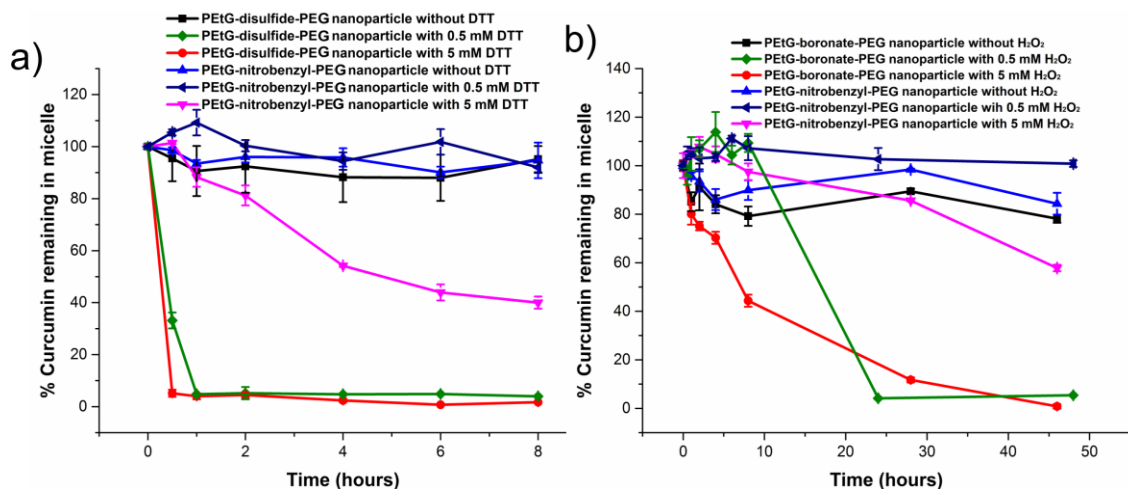 a)
PEtG-disulfide-PEG nanoparticle without DTT
PEtG-disulfide-PEG nanoparticle with 0.5 mM DTT
PEtG-disulfide-PEG nanoparticle with 5 mM DTT
PEtG-nitrobenzyl-PEG nanoparticle without DTT
PEtG-nitrobenzyl-PEG nanoparticle with 0.5 mM DTT
PEtG-nitrobenzyl-PEG nanoparticle with 5 mM DTT
% Curcumin remaining in micelle
120
100
80
60
40
20
0
0 2 4 6 8
Time (hours)
b)
PEtG-boronate-PEG nanoparticle without H₂O₂
PEtG-boronate-PEG nanoparticle with 0.5 mM H₂O₂
PEtG-boronate-PEG nanoparticle with 5 mM H₂O₂
PEtG-nitrobenzyl-PEG nanoparticle without H₂O₂
PEtG-nitrobenzyl-PEG nanoparticle wih 0.5 mM H₂O₂
PEtG-nitrobenzyl-PEG nanoparticle with 5 mM H₂O₂
% Curcumin remaining in micelle
140
120
100
80
60
40
20
0
0 10 20 30 40 50
Time (hours)